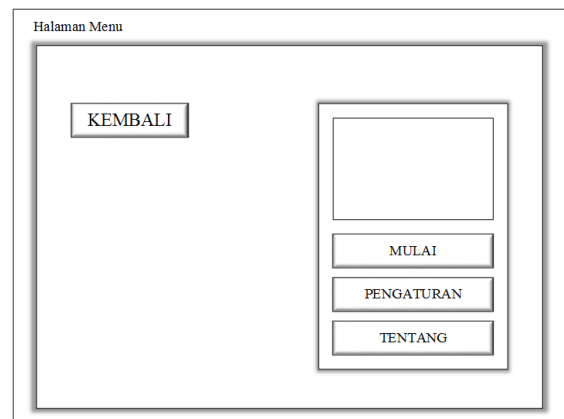 Halaman Menu
KEMBALI
MULAI
PENGATURAN
TENTANG